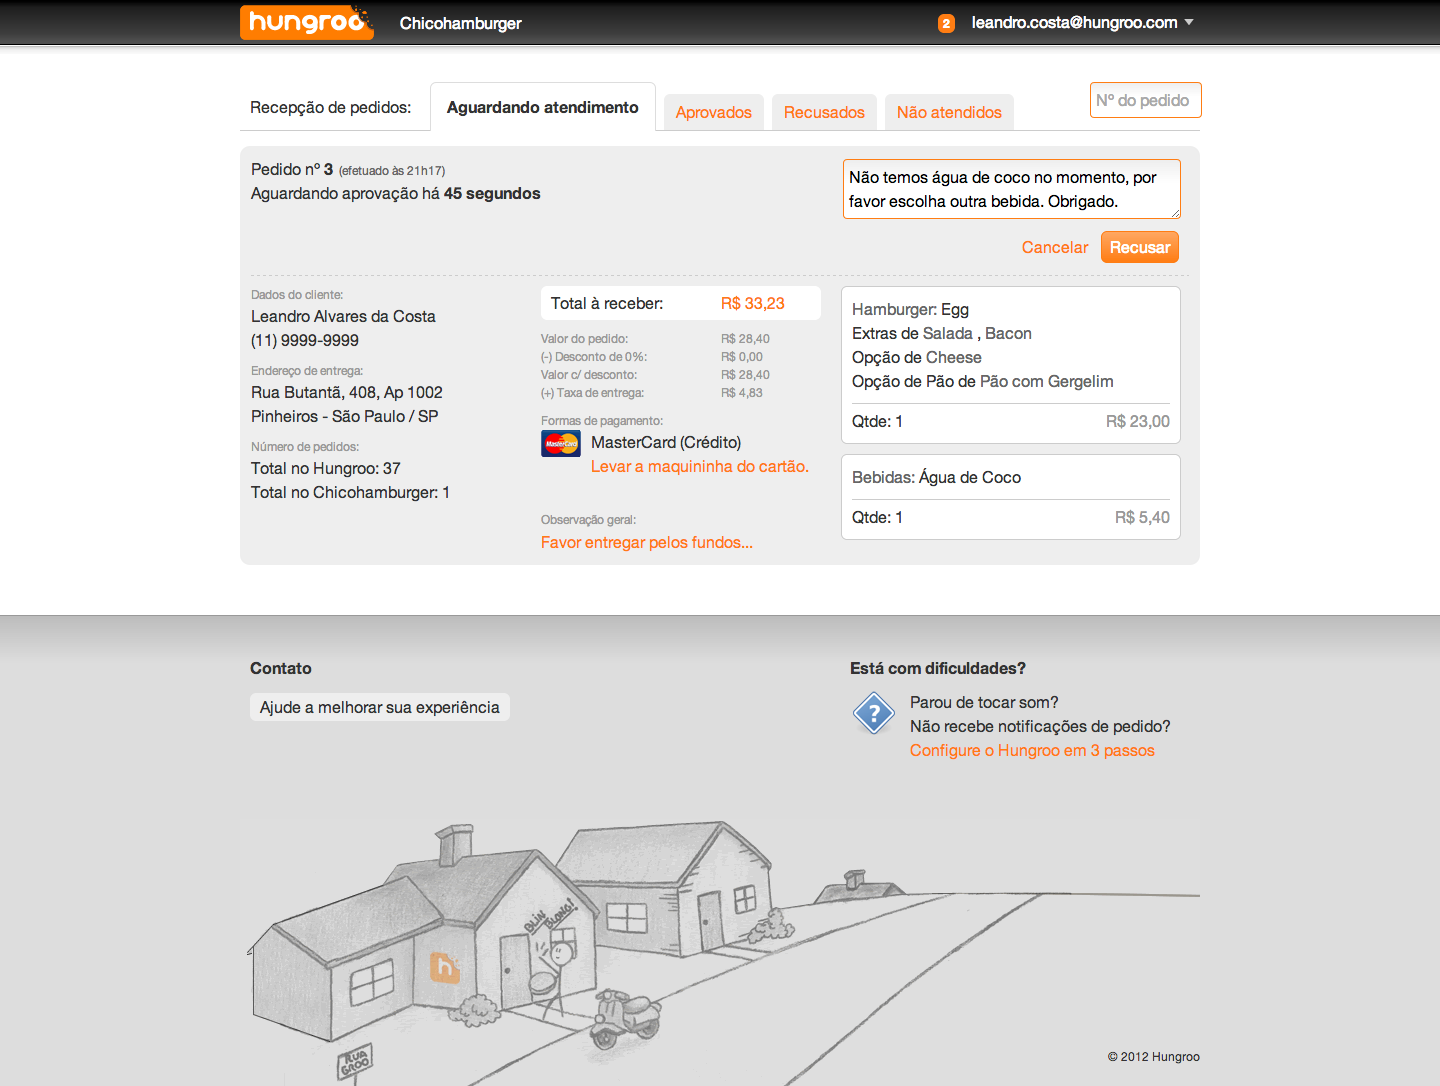 hungroo
Chicohamburger
2
leandro.costa@hungroo.com
Recepção de pedidos:
Aguardando atendimento
Aprovados
Recusados
Não atendidos
Nº do pedido
Pedido nº 3 (efetuado às 21h17)
Aguardando aprovação há 45 segundos
Não temos água de coco no momento, por
favor escolha outra bebida. Obrigado.
Cancelar
Recusar
Dados do cliente:
Leandro Alvares da Costa
(11) 9999-9999
Endereço de entrega:
Rua Butantã, 408, Ap 1002
Pinheiros - São Paulo / SP
Número de pedidos:
Total no Hungroo: 37
Total no Chicohamburger: 1
Total à receber: R$ 33,23
Valor do pedido: R$ 28,40
(-) Desconto de 0%: R$ 0,00
Valor c/ desconto: R$ 28,40
(+) Taxa de entrega: R$ 4,83
Formas de pagamento:
MasterCard
MasterCard (Crédito)
Levar a maquininha do cartão.
Observação geral:
Favor entregar pelos fundos...
Hamburger: Egg
Extras de Salada , Bacon
Opção de Cheese
Opção de Pão de Pão com Gergelim
Qtde: 1 R$ 23,00
Bebidas: Água de Coco
Qtde: 1 R$ 5,40
Contato
Ajude a melhorar sua experiência
Está com dificuldades?
?
Parou de tocar som?
Não recebe notificações de pedido?
Configure o Hungroo em 3 passos
BLIN
BLONG!
h
RUA
GROO
© 2012 Hungroo